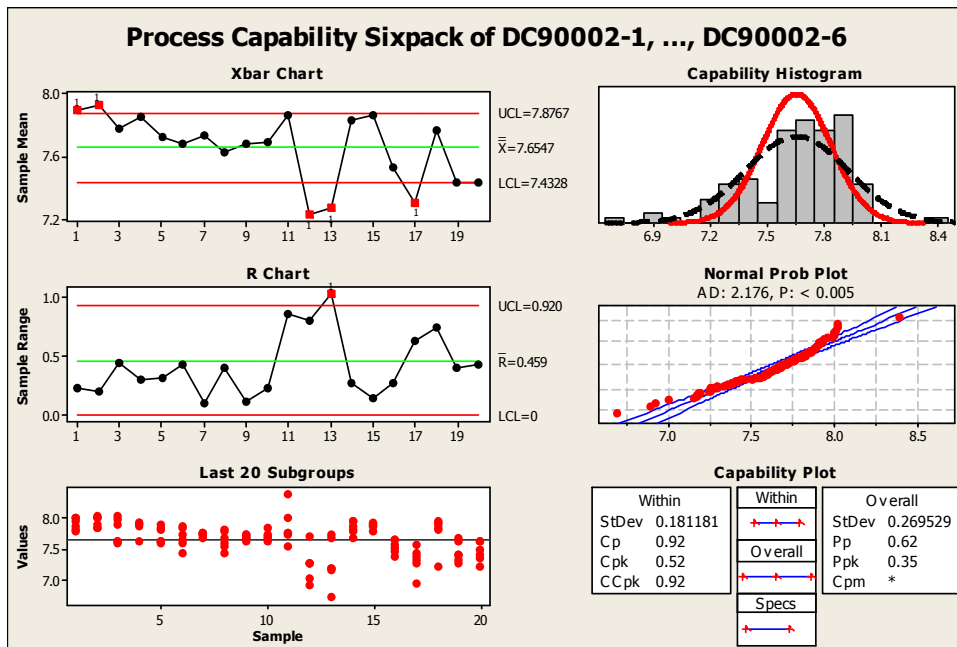 Process Capability Sixpack of DC90002-1, ..., DC90002-6
Xbar Chart
Sample Mean
8.0
7.6
7.2
1
1
1
1
1
UCL=7.8767
X=7.6547
LCL=7.4328
1 3 5 7 9 11 13 15 17 19
Capability Histogram
6.9 7.2 7.5 7.8 8.1 8.4
R Chart
Sample Range
1.0
0.5
0.0
1
UCL=0.920
R=0.459
LCL=0
1 3 5 7 9 11 13 15 17 19
Normal Prob Plot
AD: 2.176, P: < 0.005
7.0 7.5 8.0 8.5
Last 20 Subgroups
Values
8.0
7.5
7.0
5 10 15 20
Sample
Capability Plot
Within
StDev 0.181181
Cp 0.92
Cpk 0.52
CCpk 0.92
Within
Overall
Specs
Overall
StDev 0.269529
Pp 0.62
Ppk 0.35
Cpm *